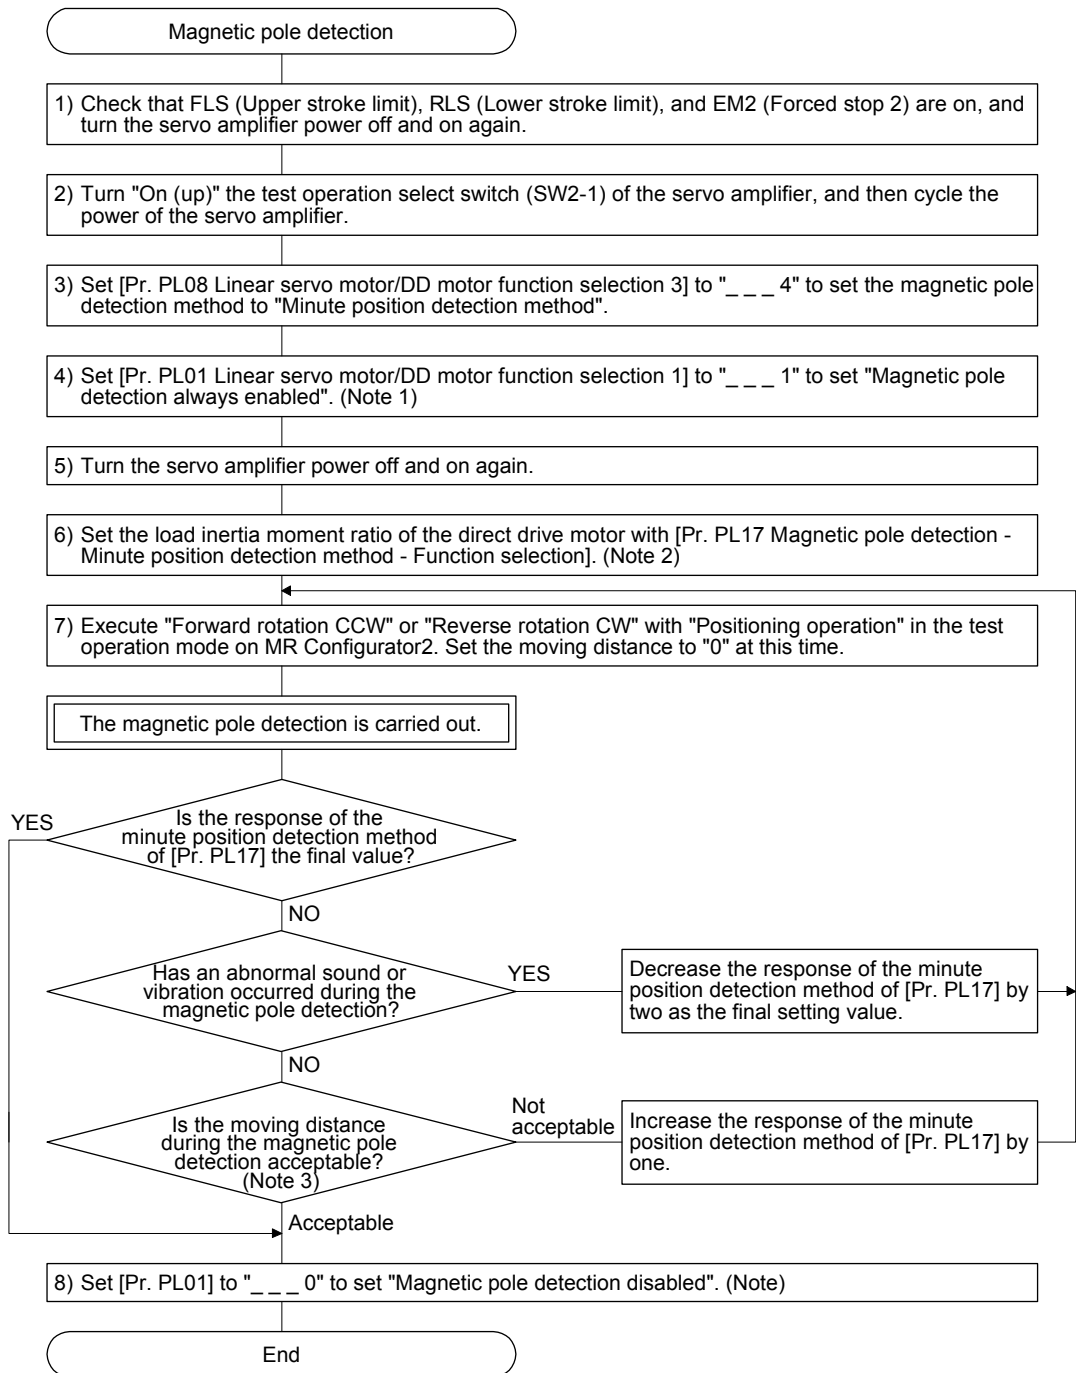 Magnetic pole detection
1) Check that FLS (Upper stroke limit), RLS (Lower stroke limit), and EM2 (Forced stop 2) are on, and
turn the servo amplifier power off and on again.
2) Turn "On (up)" the test operation select switch (SW2-1) of the servo amplifier, and then cycle the
power of the servo amplifier.
3) Set [Pr. PL08 Linear servo motor/DD motor function selection 3] to "_ _ _ 4" to set the magnetic pole
detection method to "Minute position detection method".
4) Set [Pr. PL01 Linear servo motor/DD motor function selection 1] to "_ _ _ 1" to set "Magnetic pole
detection always enabled". (Note 1)
5) Turn the servo amplifier power off and on again.
6) Set the load inertia moment ratio of the direct drive motor with [Pr. PL17 Magnetic pole detection -
Minute position detection method - Function selection]. (Note 2)
7) Execute "Forward rotation CCW" or "Reverse rotation CW" with "Positioning operation" in the test
operation mode on MR Configurator2. Set the moving distance to "0" at this time.
The magnetic pole detection is carried out.
Is the response of the
minute position detection method
of [Pr. PL17] the final value?
YES
NO
Has an abnormal sound or
vibration occurred during the
magnetic pole detection?
YES
Decrease the response of the minute
position detection method of [Pr. PL17] by
two as the final setting value.
NO
Is the moving distance
during the magnetic pole
detection acceptable?
(Note 3)
Not
acceptable
Increase the response of the minute
position detection method of [Pr. PL17] by
one.
Acceptable
8) Set [Pr. PL01] to "_ _ _ 0" to set "Magnetic pole detection disabled". (Note)
End